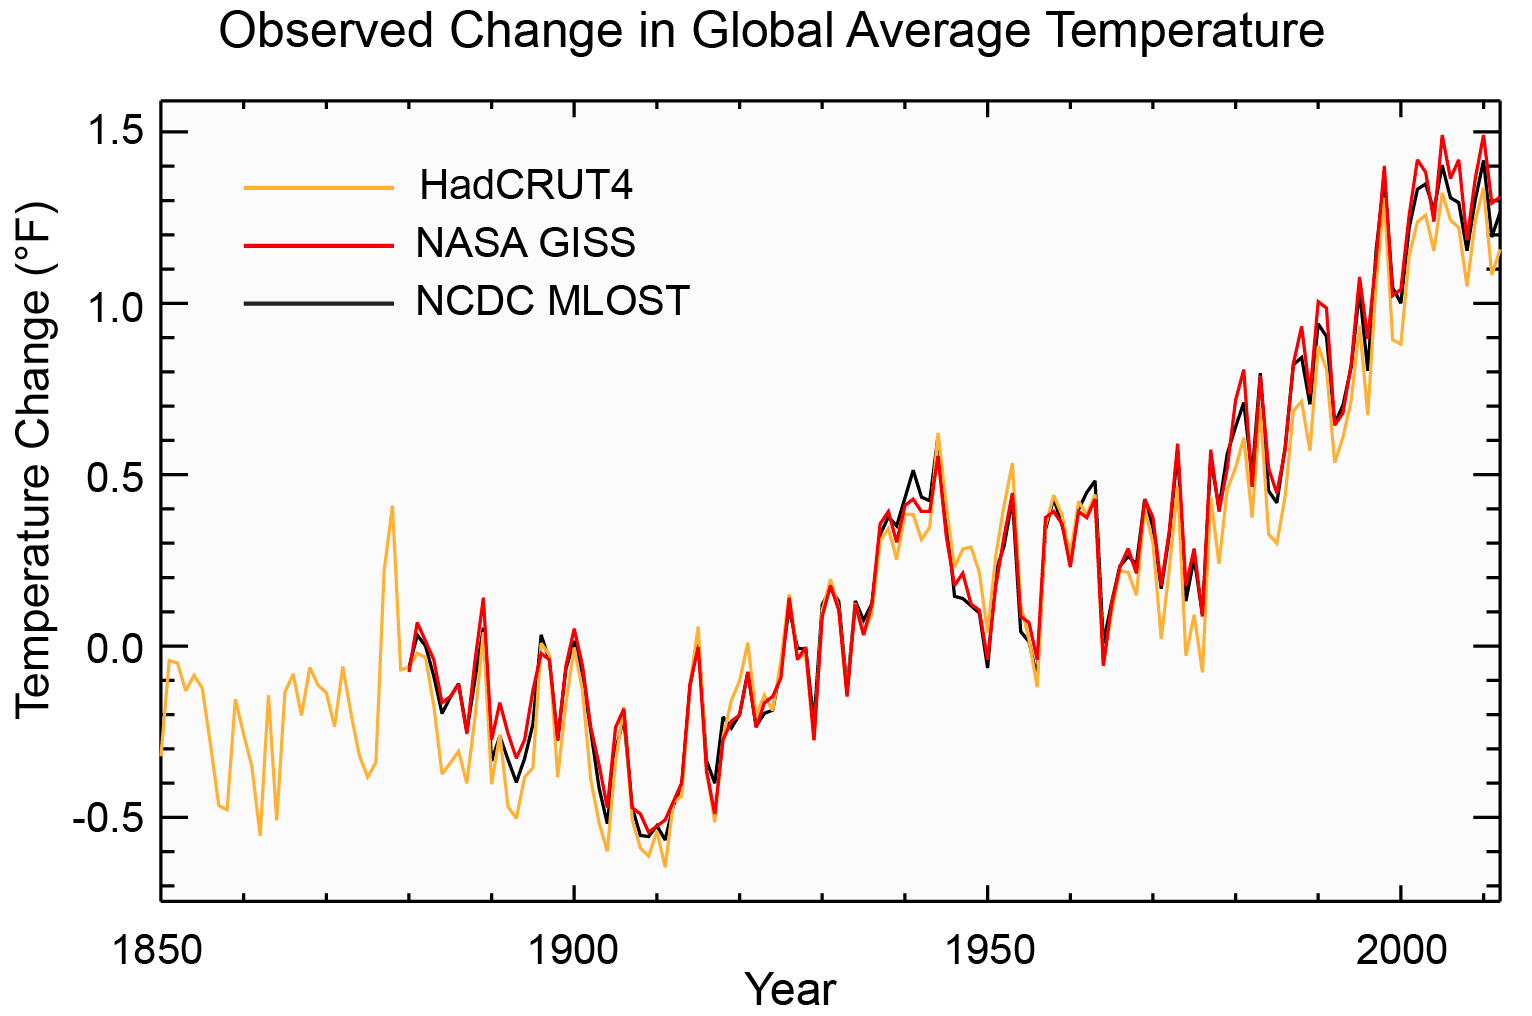 Observed Change in Global Average Temperature
Temperature Change (°F)
1.5
1.0
0.5
0.0
-0.5
HadCRUT4
NASA GISS
NCDC MLOST
1850 1900 1950 2000
Year